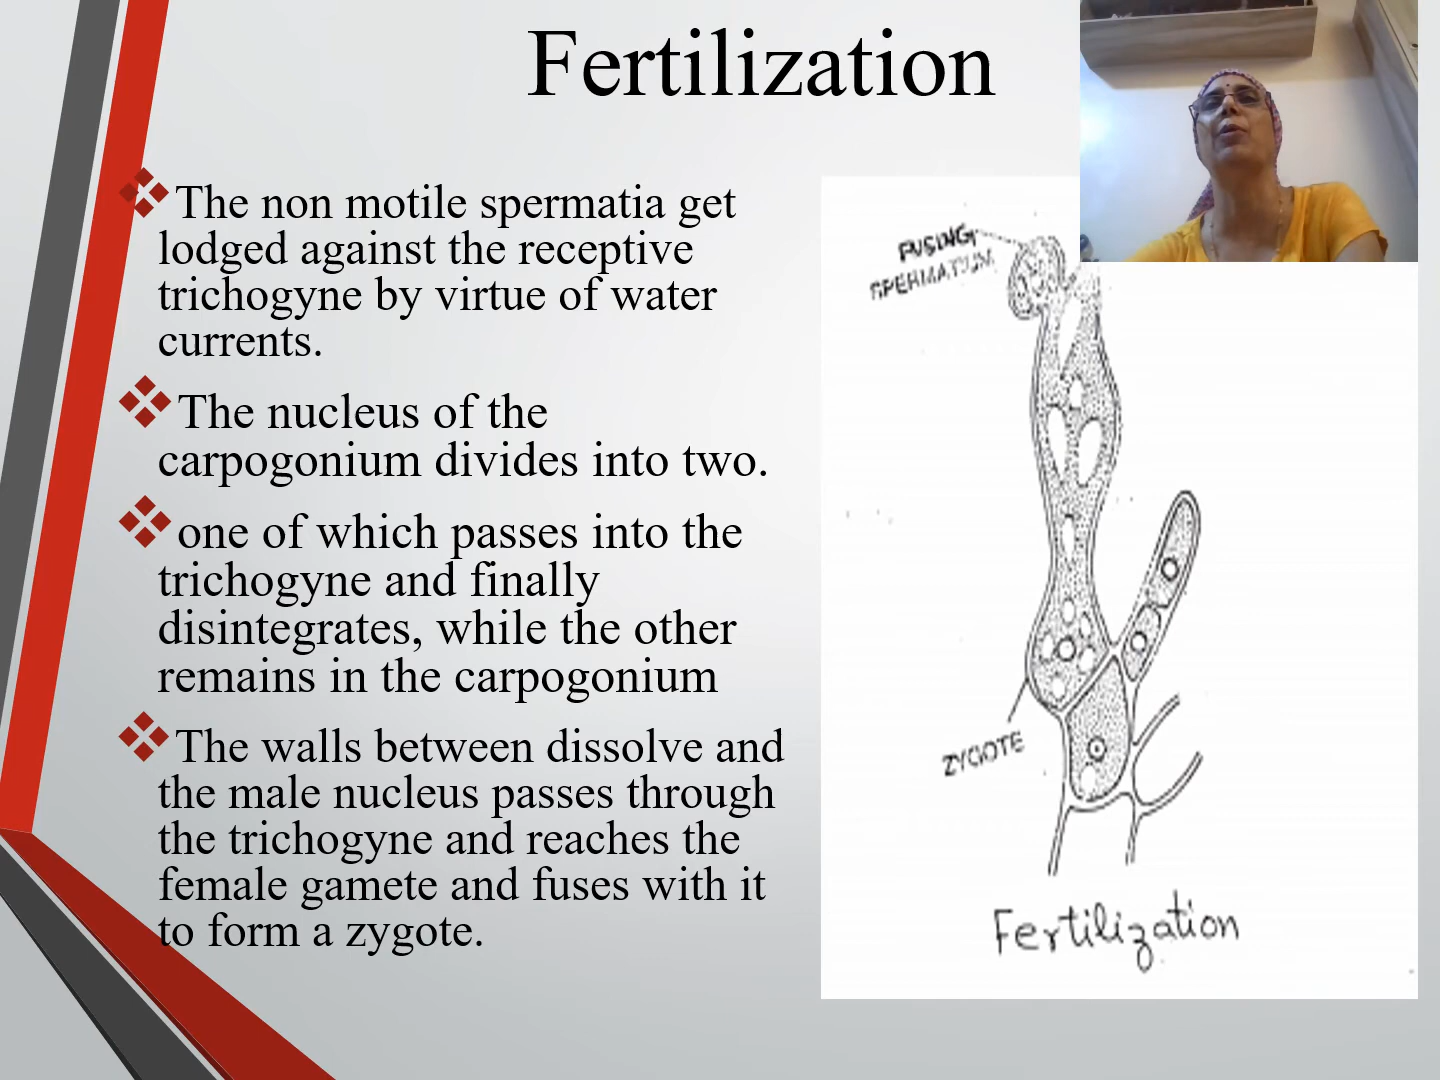 Fertilization
The non motile spermatia get
lodged against the receptive
trichogyne by virtue of water
currents.
The nucleus of the
carpogonium divides into two.
one of which passes into the
trichogyne and finally
disintegrates, while the other
remains in the carpogonium
The walls between dissolve and
the male nucleus passes through
the trichogyne and reaches the
female gamete and fuses with it
to form a zygote.
FUSING
SPERMATIUM
ZYGOTE
Fertilization